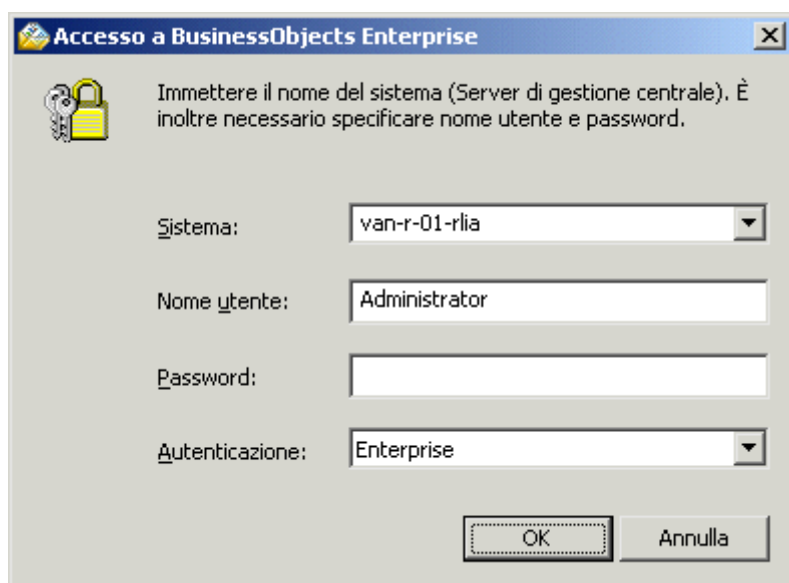 Accesso a BusinessObjects Enterprise
Immettere il nome del sistema (Server di gestione centrale). È
inoltre necessario specificare nome utente e password.
Sistema: van-r-01-rlia
Nome utente: Administrator
Password:
Autenticazione: Enterprise
OK Annulla